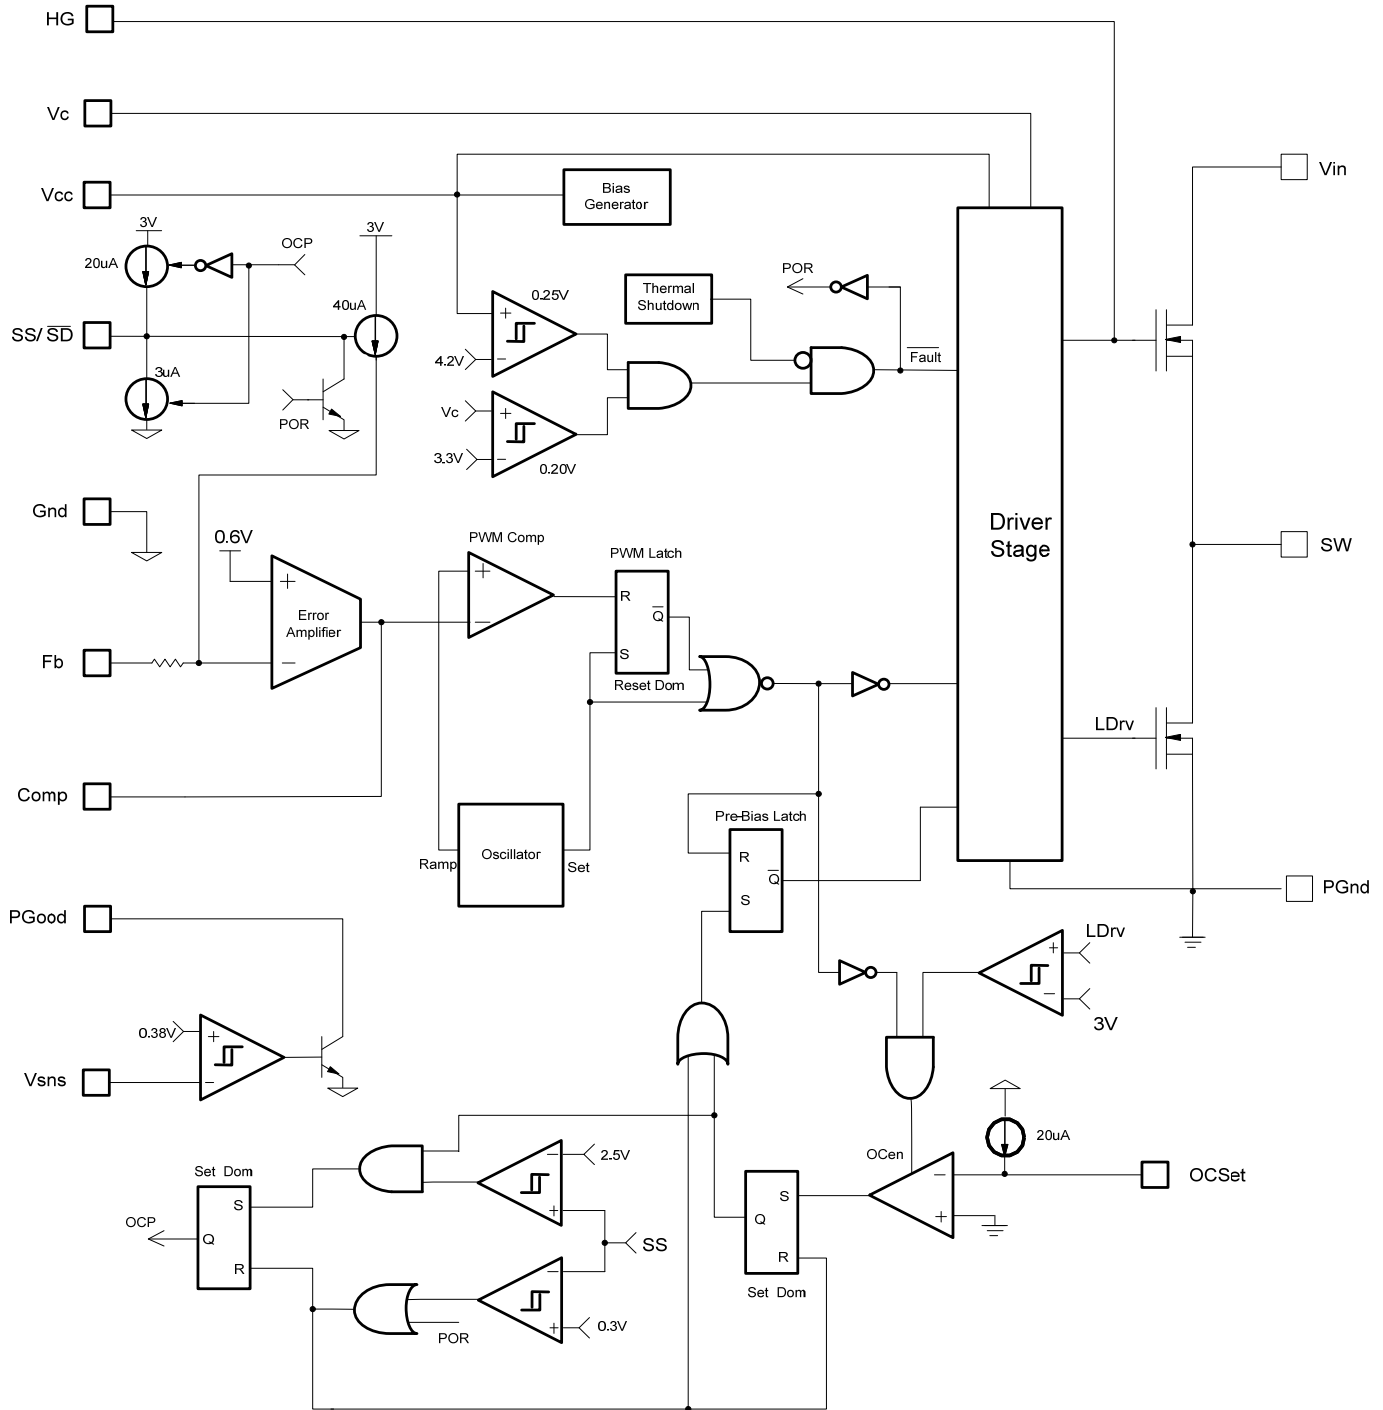 HG
Vc
Vin
Vcc
Bias
Generator
3V
3V
OCP
20uA
POR
Thermal
Shutdown
0.25V
40uA
SS/SD
4.2V
Fault
3uA
Vc
POR
3.3V
0.20V
Gnd
Driver
Stage
0.6V
PWM Comp
SW
PWM Latch
+
R
Error
Amplifier
Q
−
S
Fb
Reset Dom
LDrv
Comp
Pre-Bias Latch
Ramp
Oscillator
Set
R
Q
S
PGnd
PGood
LDrv
+
−
3V
0.38V
+
−
Vsns
20uA
2.5V
OCen
Set Dom
OCSet
S
S
OCP
Q
Q
SS
R
R
Set Dom
0.3V
POR